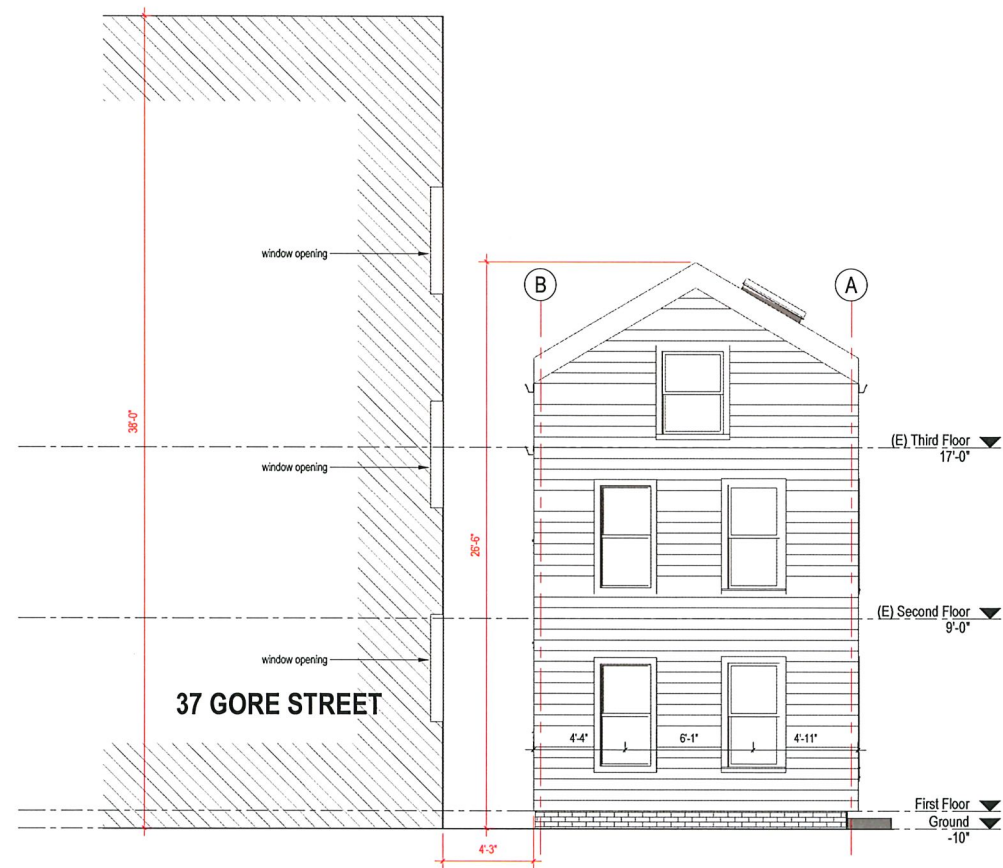 window opening
B
A
38'-0"
(E) Third Floor
17'-0"
window opening
26'-6"
(E) Second Floor
9'-0"
window opening
37 GORE STREET
4'-4"
6'-1"
4'-11"
First Floor
Ground
-10"
4'-3"